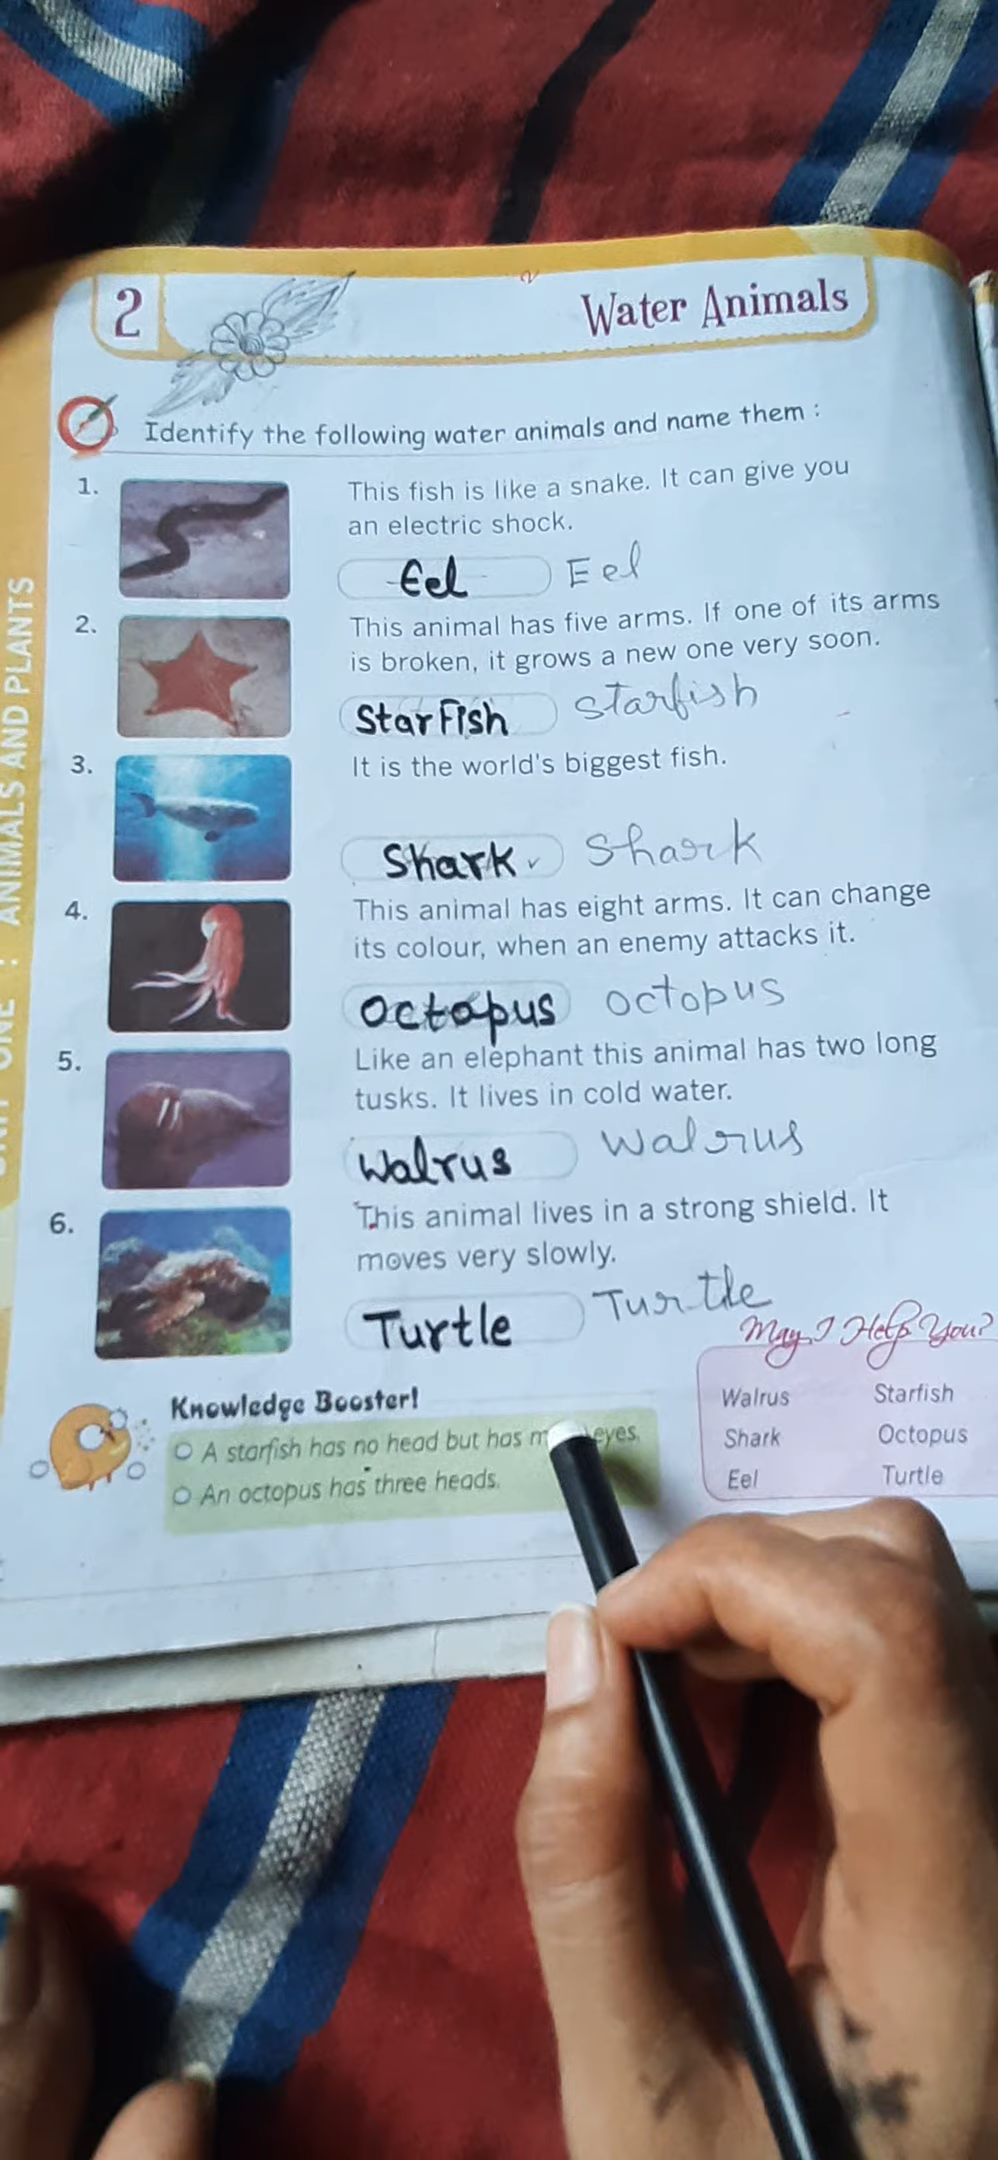 2
Water Animals
Identify the following water animals and name them :
1.
This fish is like a snake. It can give you
an electric shock.
Eel Eel
2.
This animal has five arms. If one of its arms
is broken, it grows a new one very soon.
StarFish starfish
3.
It is the world's biggest fish.
Shark Shark
4.
This animal has eight arms. It can change
its colour, when an enemy attacks it.
Octopus octopus
5.
Like an elephant this animal has two long
tusks. It lives in cold water.
Walrus Walrus
6.
This animal lives in a strong shield. It
moves very slowly.
Turtle Turtle
May I Help You?
Walrus Starfish
Shark Octopus
Eel Turtle
Knowledge Booster!
A starfish has no head but has eyes.
An octopus has three heads.
: ANIMALS AND PLANTS